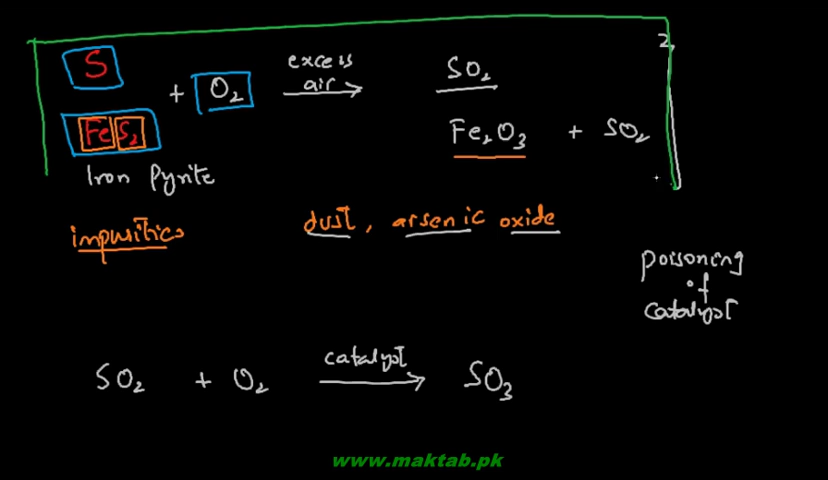 excess
S
+ O₂ air SO₂
FeS₂ Fe₂O₃ + SO₂
Iron Pyrite
impurities dust, arsenic oxide
poisoning
of
catalyst
catalyst
SO₂ + O₂ SO₃
www.maktab.pk